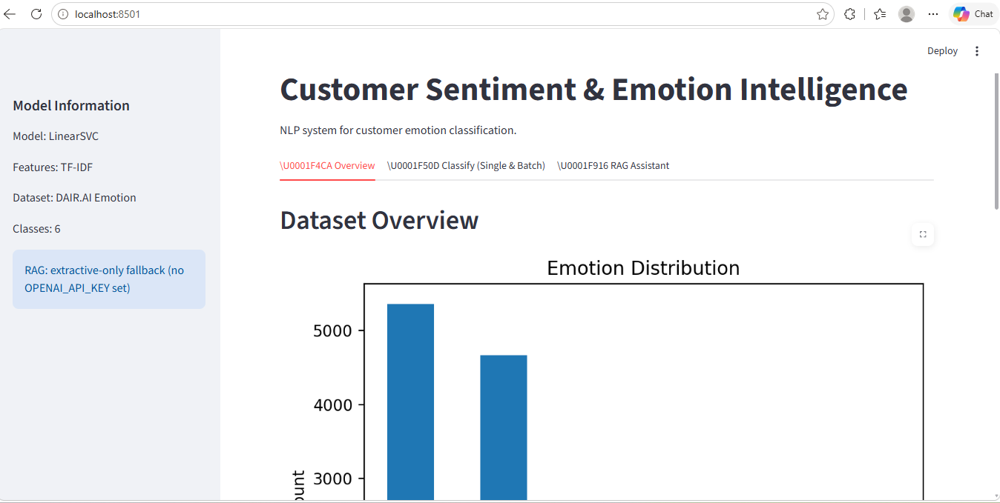 localhost:8501
Chat
Deploy
Model Information
Model: LinearSVC
Features: TF-IDF
Dataset: DAIR.AI Emotion
Classes: 6
RAG: extractive-only fallback (no
OPENAI_API_KEY set)
Customer Sentiment & Emotion Intelligence
NLP system for customer emotion classification.
\U0001F4CA Overview \U0001F50D Classify (Single & Batch) \U0001F916 RAG Assistant
Dataset Overview
Emotion Distribution
5000
4000
3000